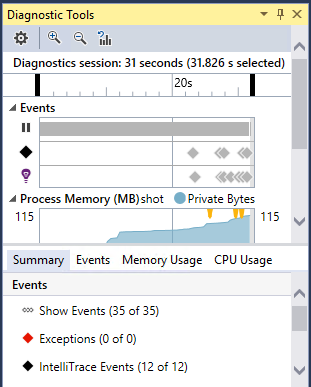 Diagnostic Tools
Diagnostics session: 31 seconds (31.826 s selected)
20s
Events
Process Memory (MB)shot Private Bytes
115 115
Summary Events Memory Usage CPU Usage
Events
Show Events (35 of 35)
Exceptions (0 of 0)
IntelliTrace Events (12 of 12)